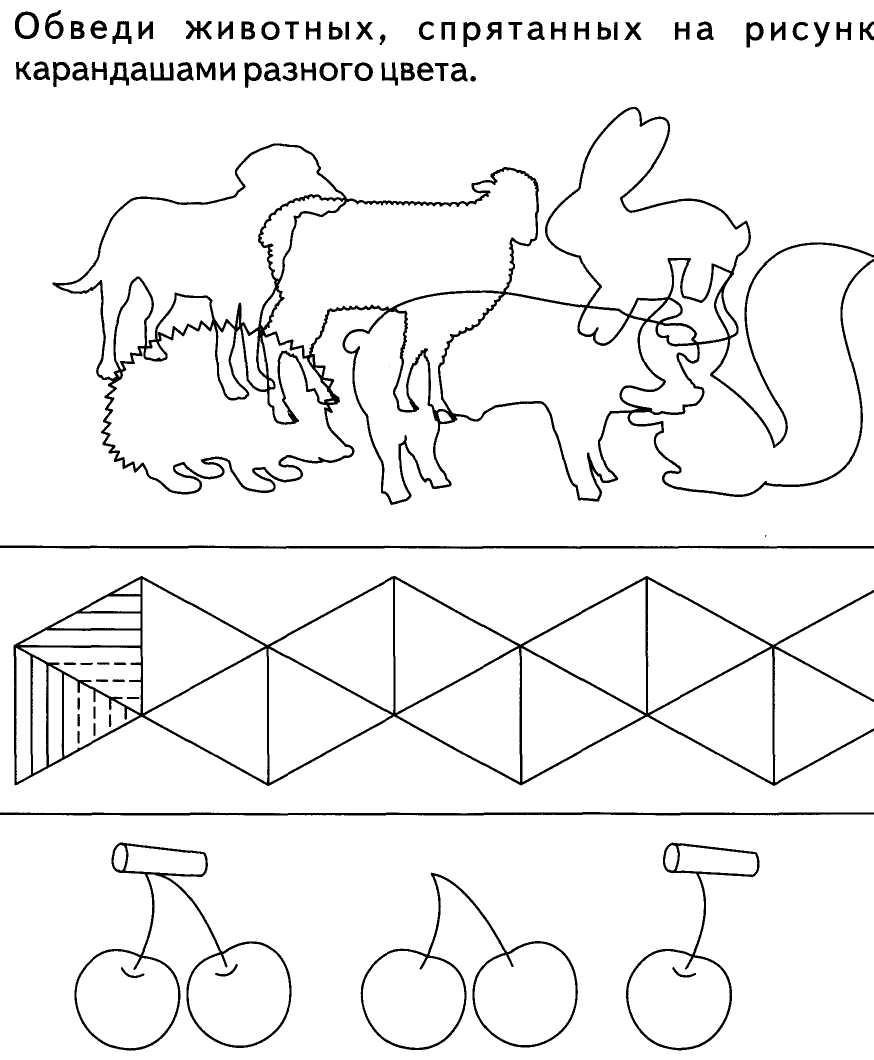 Обведи животных, спрятанных на рисунк
карандашами разного цвета.